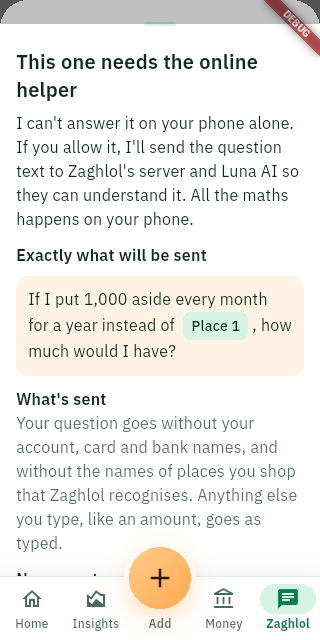 DEBUG
This one needs the online
helper
I can't answer it on your phone alone.
If you allow it, I'll send the question
text to Zaghlol's server and Luna AI so
they can understand it. All the maths
happens on your phone.
Exactly what will be sent
If I put 1,000 aside every month
for a year instead of Place 1 , how
much would I have?
What's sent
Your question goes without your
account, card and bank names, and
without the names of places you shop
that Zaghlol recognises. Anything else
you type, like an amount, goes as
typed.
Home Insights Add Money Zaghlol